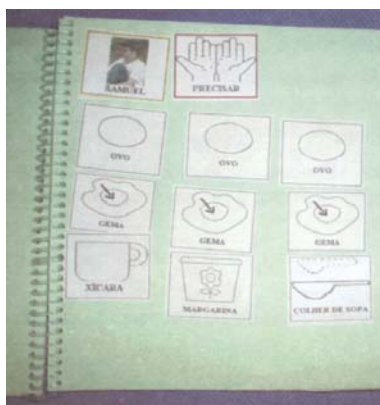 SAMUEL PRECISAR
OVO OVO OVO
GEMA GEMA GEMA
XÍCARA MARGARINA COLHER DE SOPA